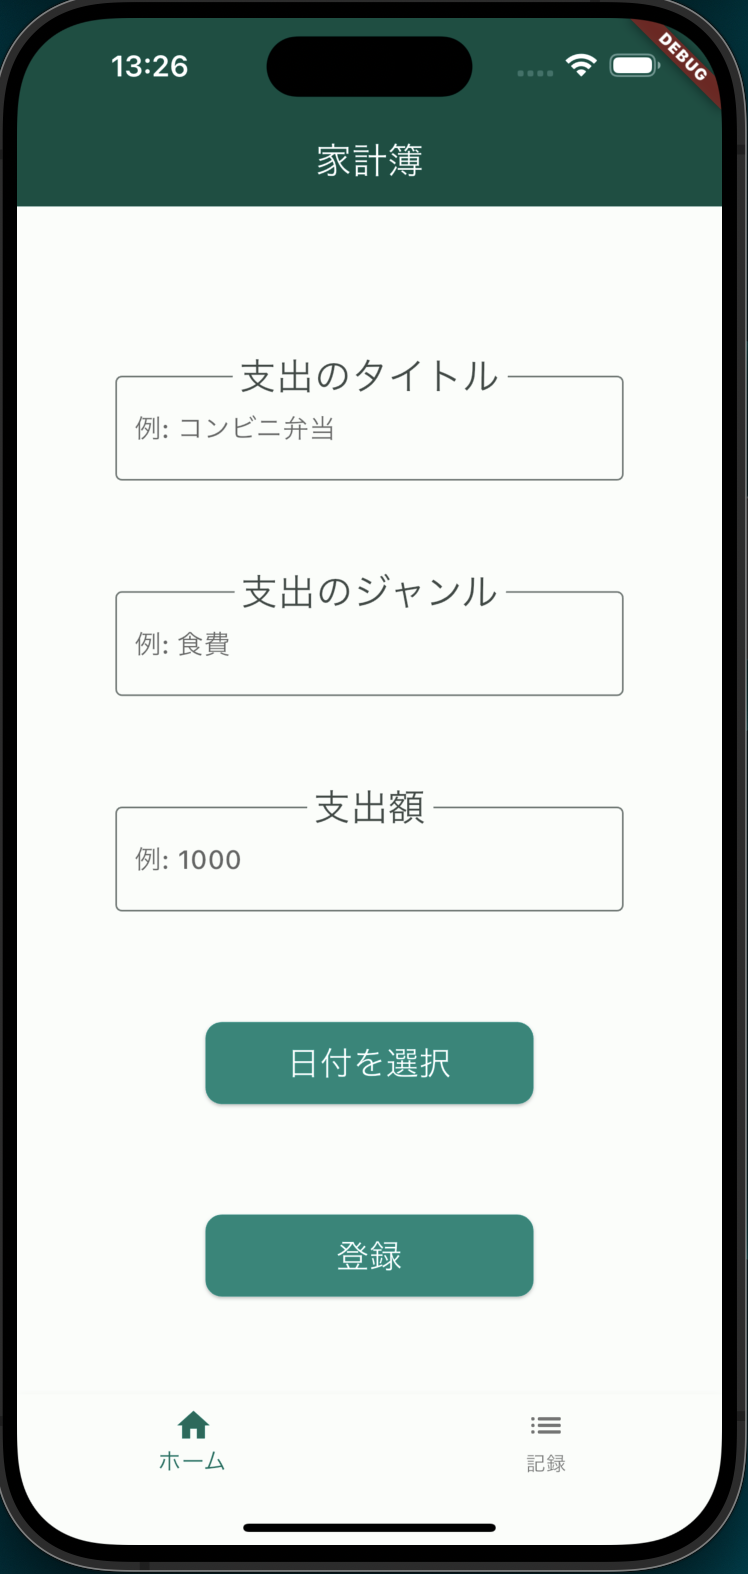 13:26
DEBUG
家計簿
支出のタイトル
例: コンビニ弁当
支出のジャンル
例: 食費
支出額
例: 1000
日付を選択
登録
ホーム
記録